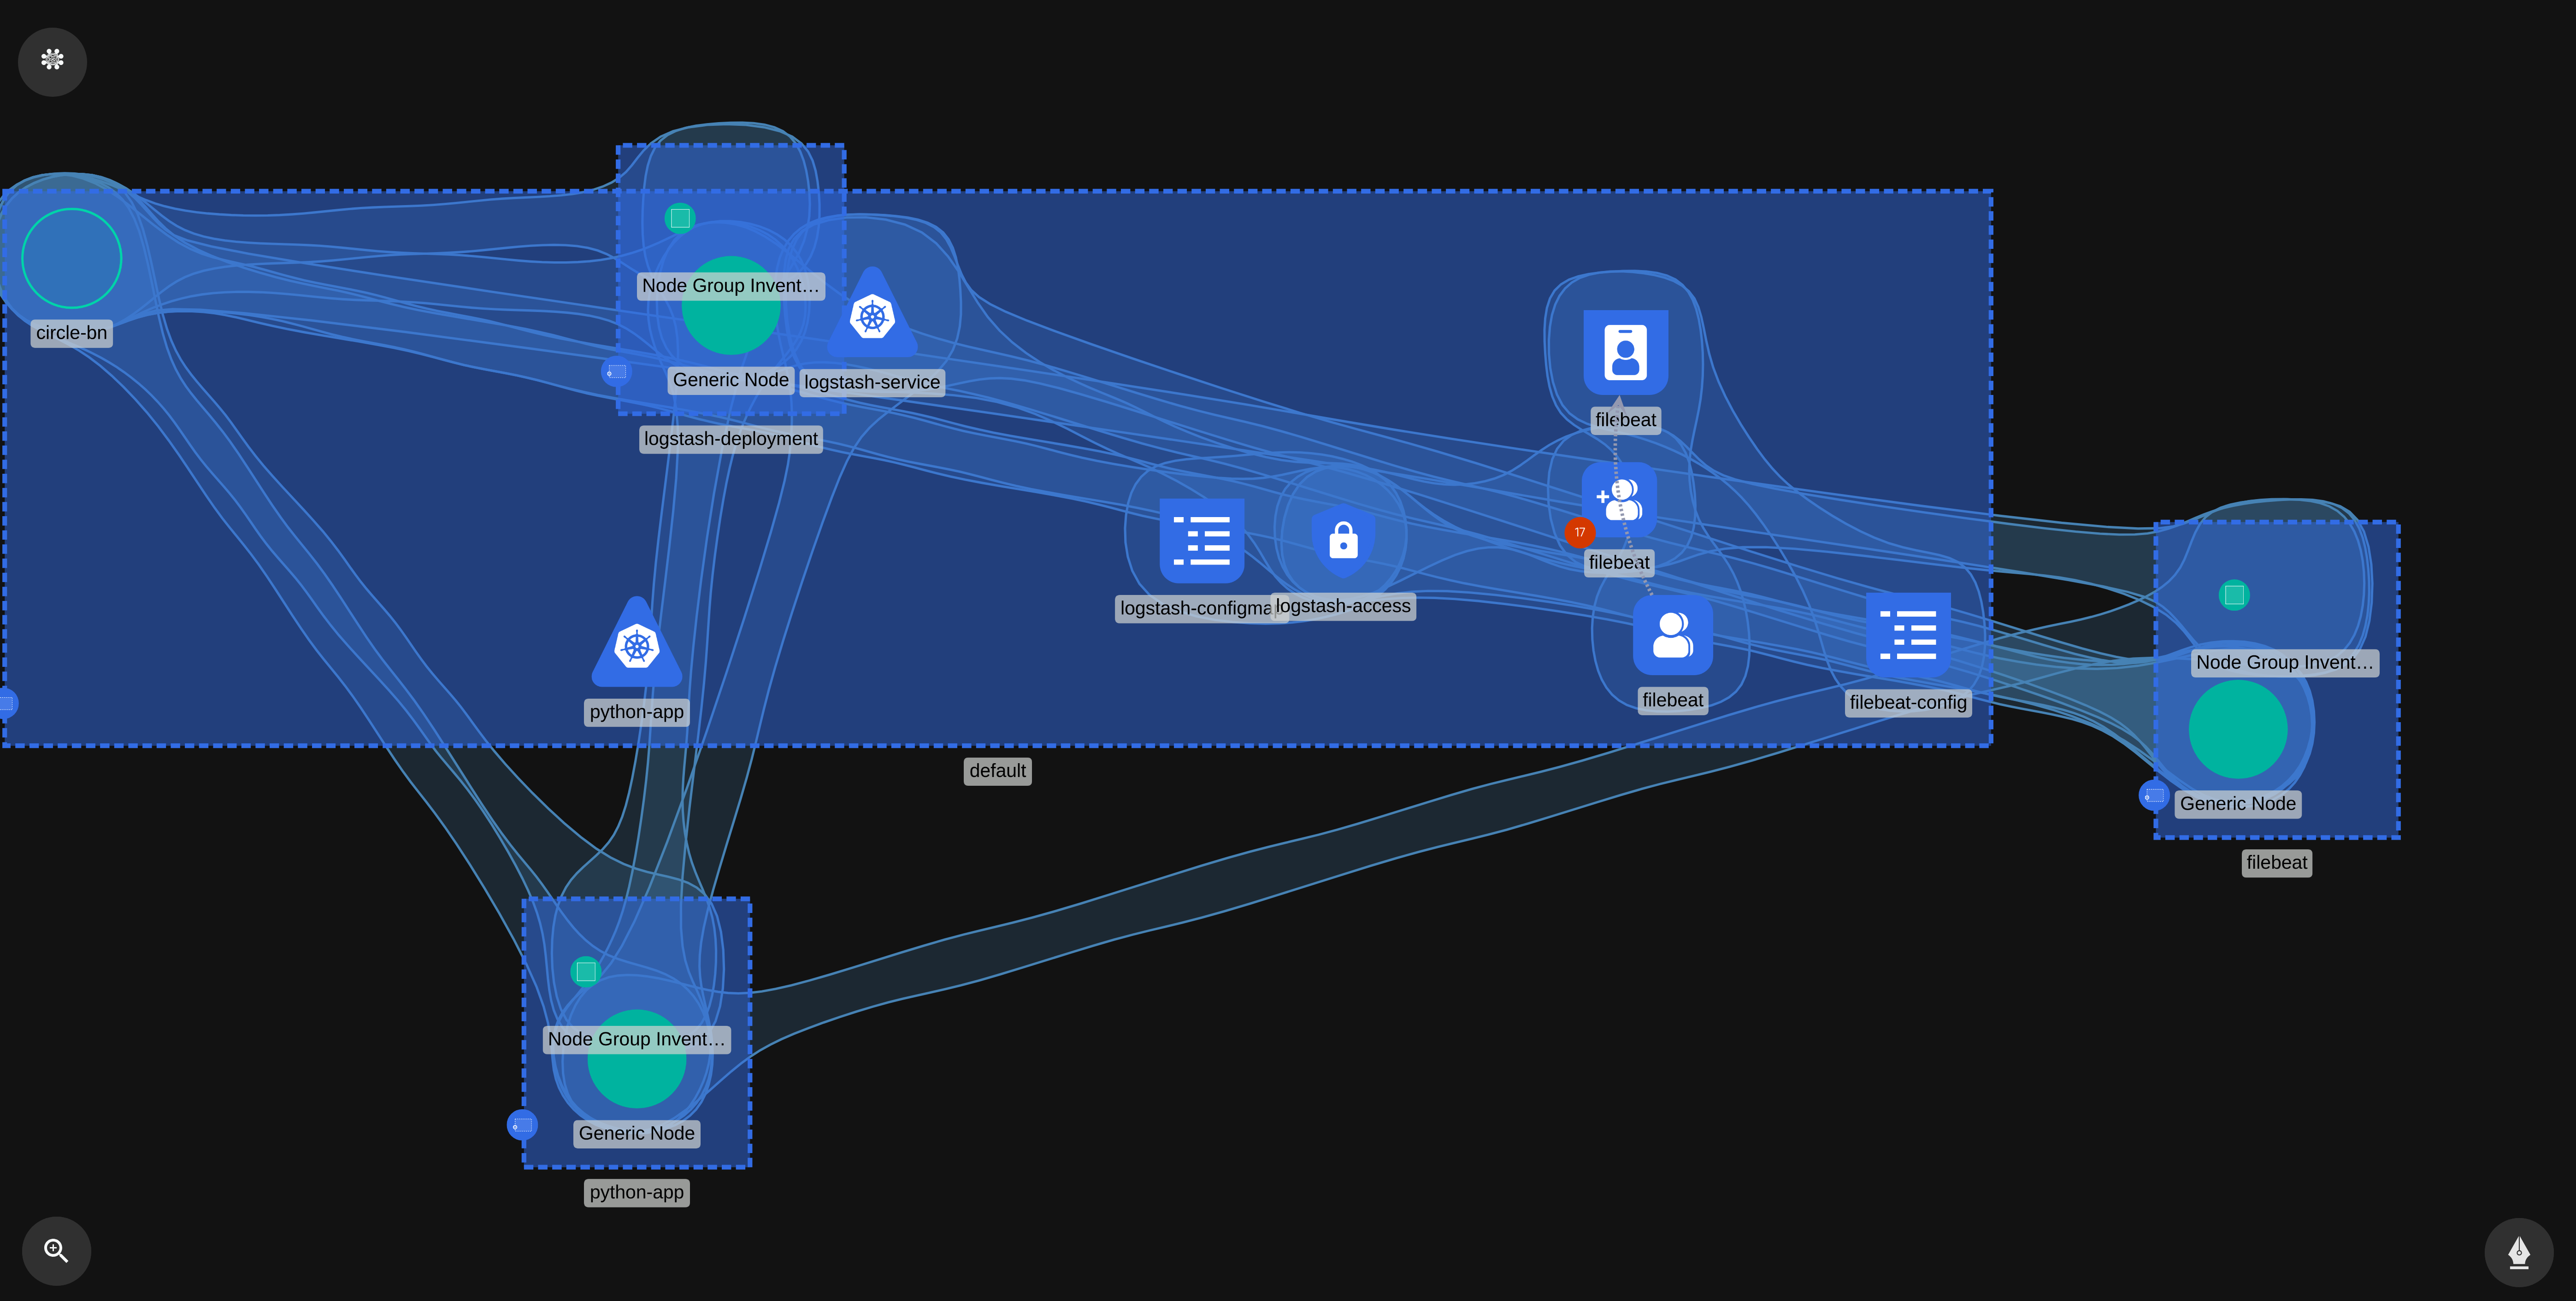 Node Group Invent…
circle-bn
Generic Node
logstash-service
logstash-deployment
filebeat
17
filebeat
logstash-configma
logstash-access
filebeat
filebeat-config
python-app
default
Node Group Invent…
Generic Node
filebeat
Node Group Invent…
Generic Node
python-app